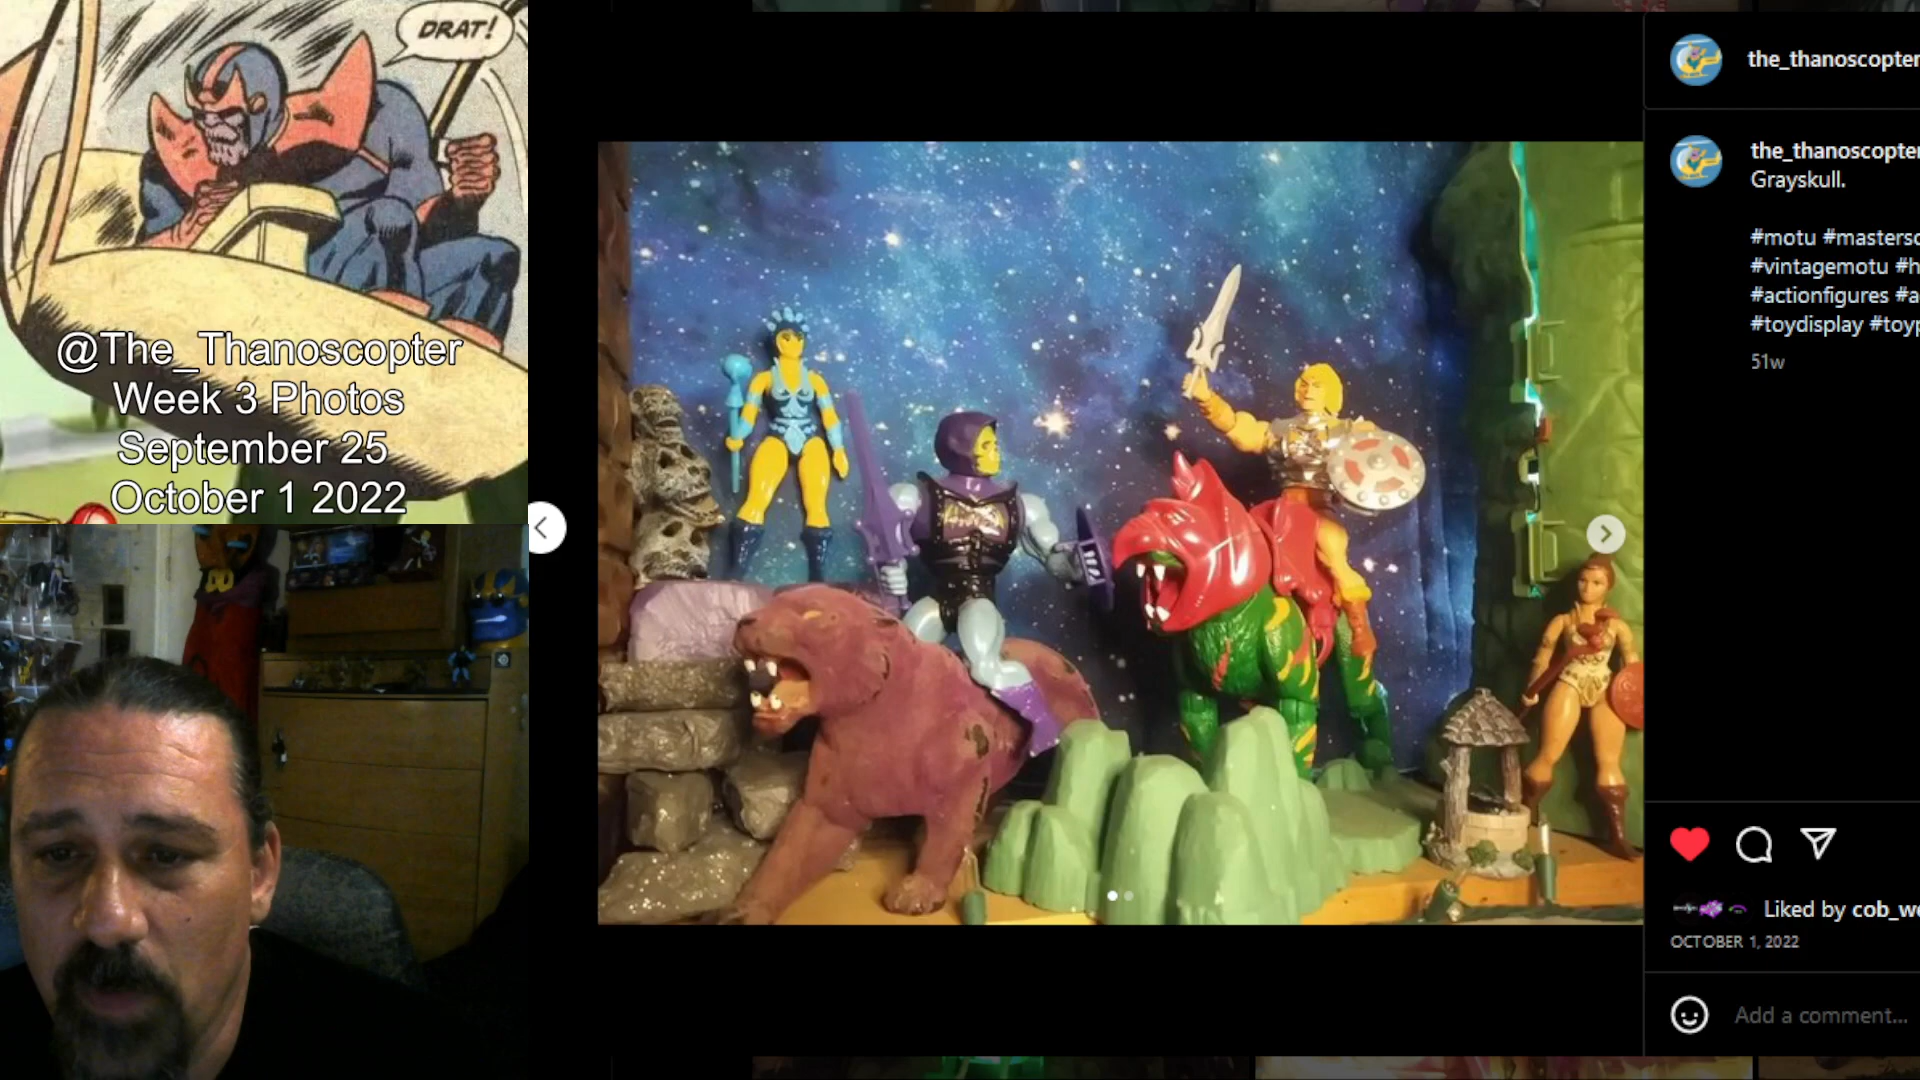 DRAT!
@The_Thanoscopter
Week 3 Photos
September 25
October 1 2022
the_thanoscopter
the_thanoscopter
Grayskull.
#motu
#vintagemotu
#actionfigures
#toydisplay
51w
Liked by
OCTOBER 1, 2022
Add a comment...